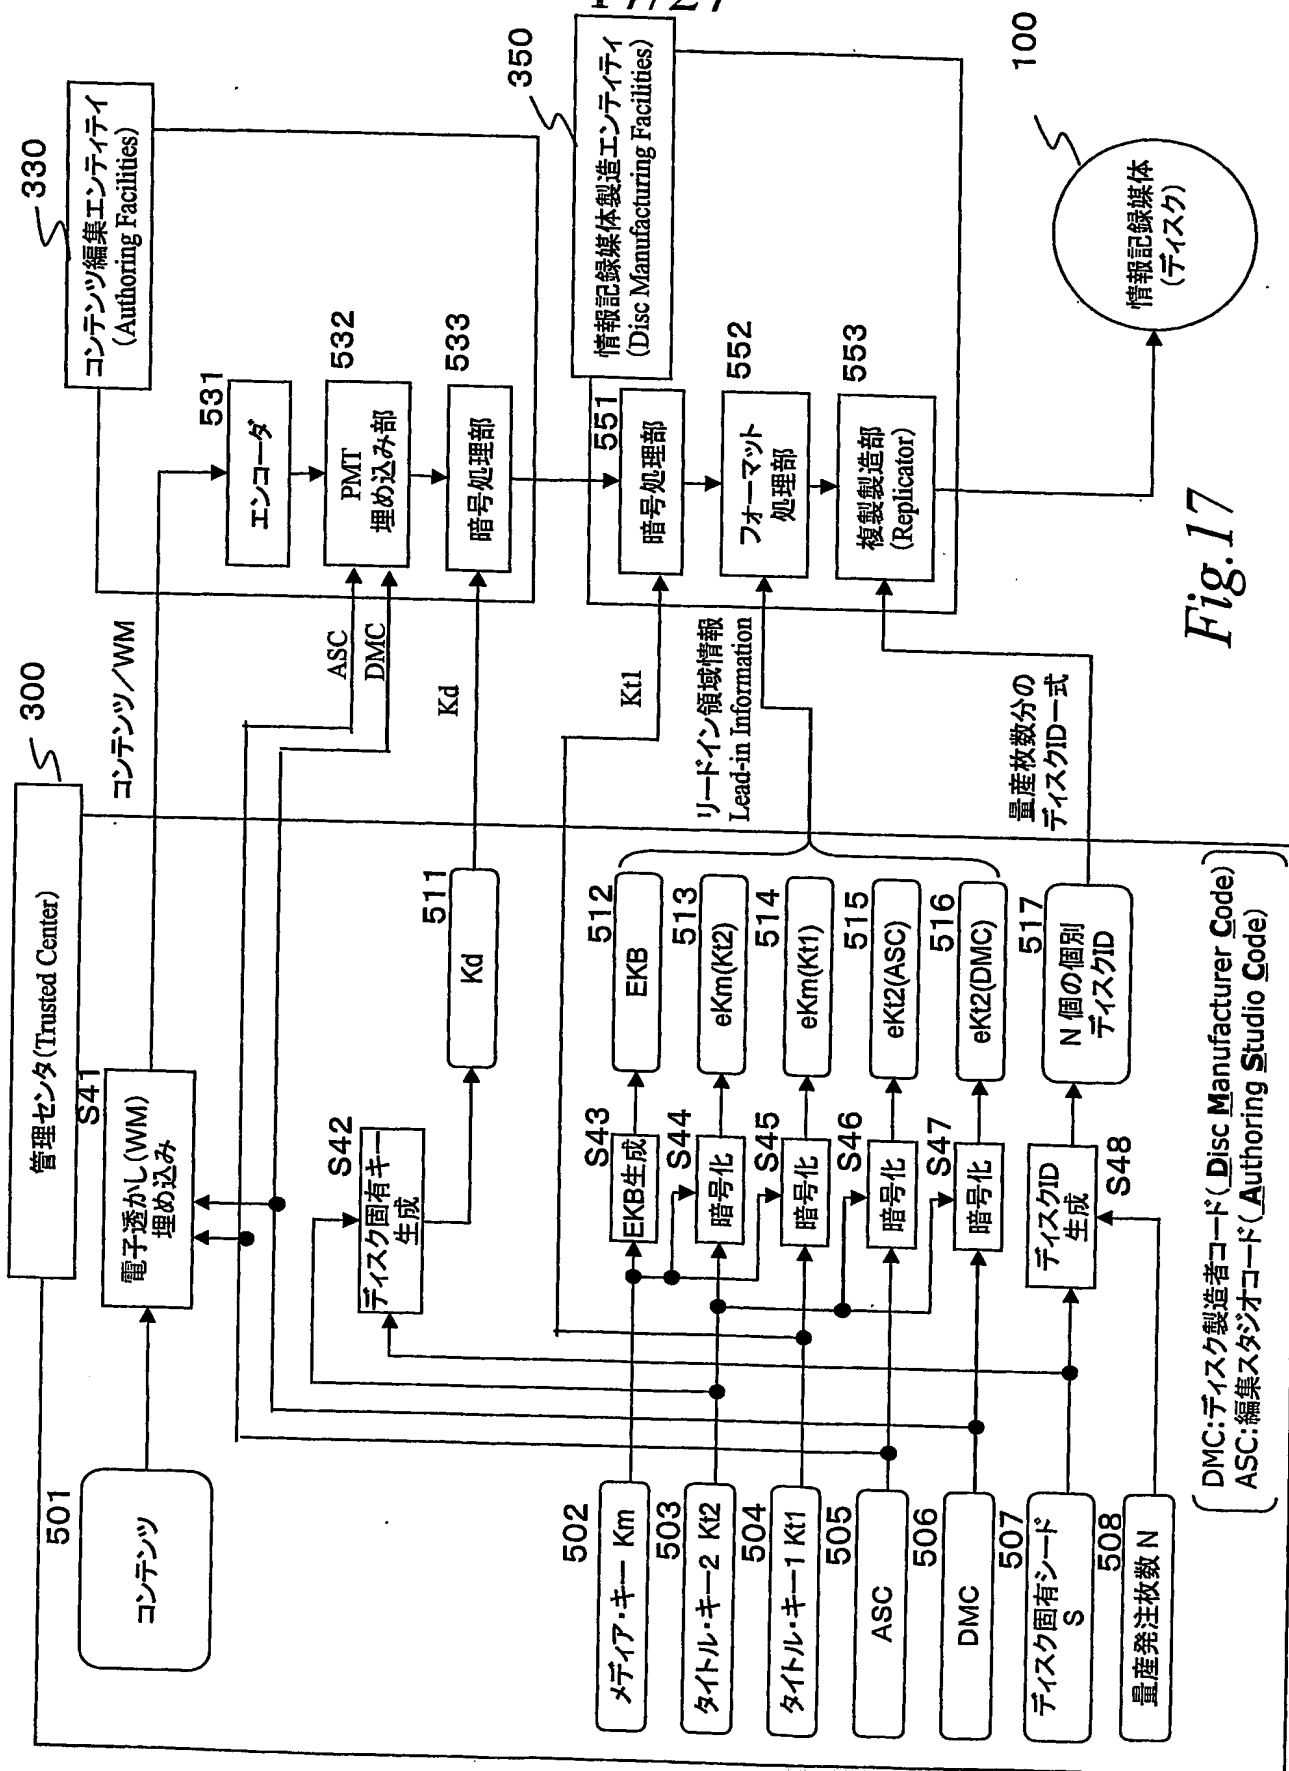 17/27
管理センタ(Trusted Center)
300
501
コンテンツ
S41
電子透かし(WM)
埋め込み
コンテンツ/WM
コンテンツ編集エンティティ
(Authoring Facilities)
330
531
エンコーダ
532
PMT
埋め込み部
533
暗号処理部
ASC
DMC
Kd
S42
ディスク固有キー
生成
511
Kd
502
メディア・キー Km
503
タイトル・キー2 Kt2
504
タイトル・キー1 Kt1
505
ASC
506
DMC
507
ディスク固有シード
S
508
量産発注枚数 N
S43
EKB生成
S44
暗号化
S45
暗号化
S46
暗号化
S47
暗号化
S48
ディスクID
生成
512
EKB
513
eKm(Kt2)
514
eKm(Kt1)
515
eKt2(ASC)
516
eKt2(DMC)
517
N 個の個別
ディスクID
Kt1
リードイン領域情報
Lead-in Information
量産枚数分の
ディスクID一式
情報記録媒体製造エンティティ
(Disc Manufacturing Facilities)
350
551
暗号処理部
552
フォーマット
処理部
553
複製製造部
(Replicator)
100
情報記録媒体
(ディスク)
DMC:ディスク製造者コード(Disc Manufacturer Code)
ASC:編集スタジオコード(Authoring Studio Code)
Fig.17